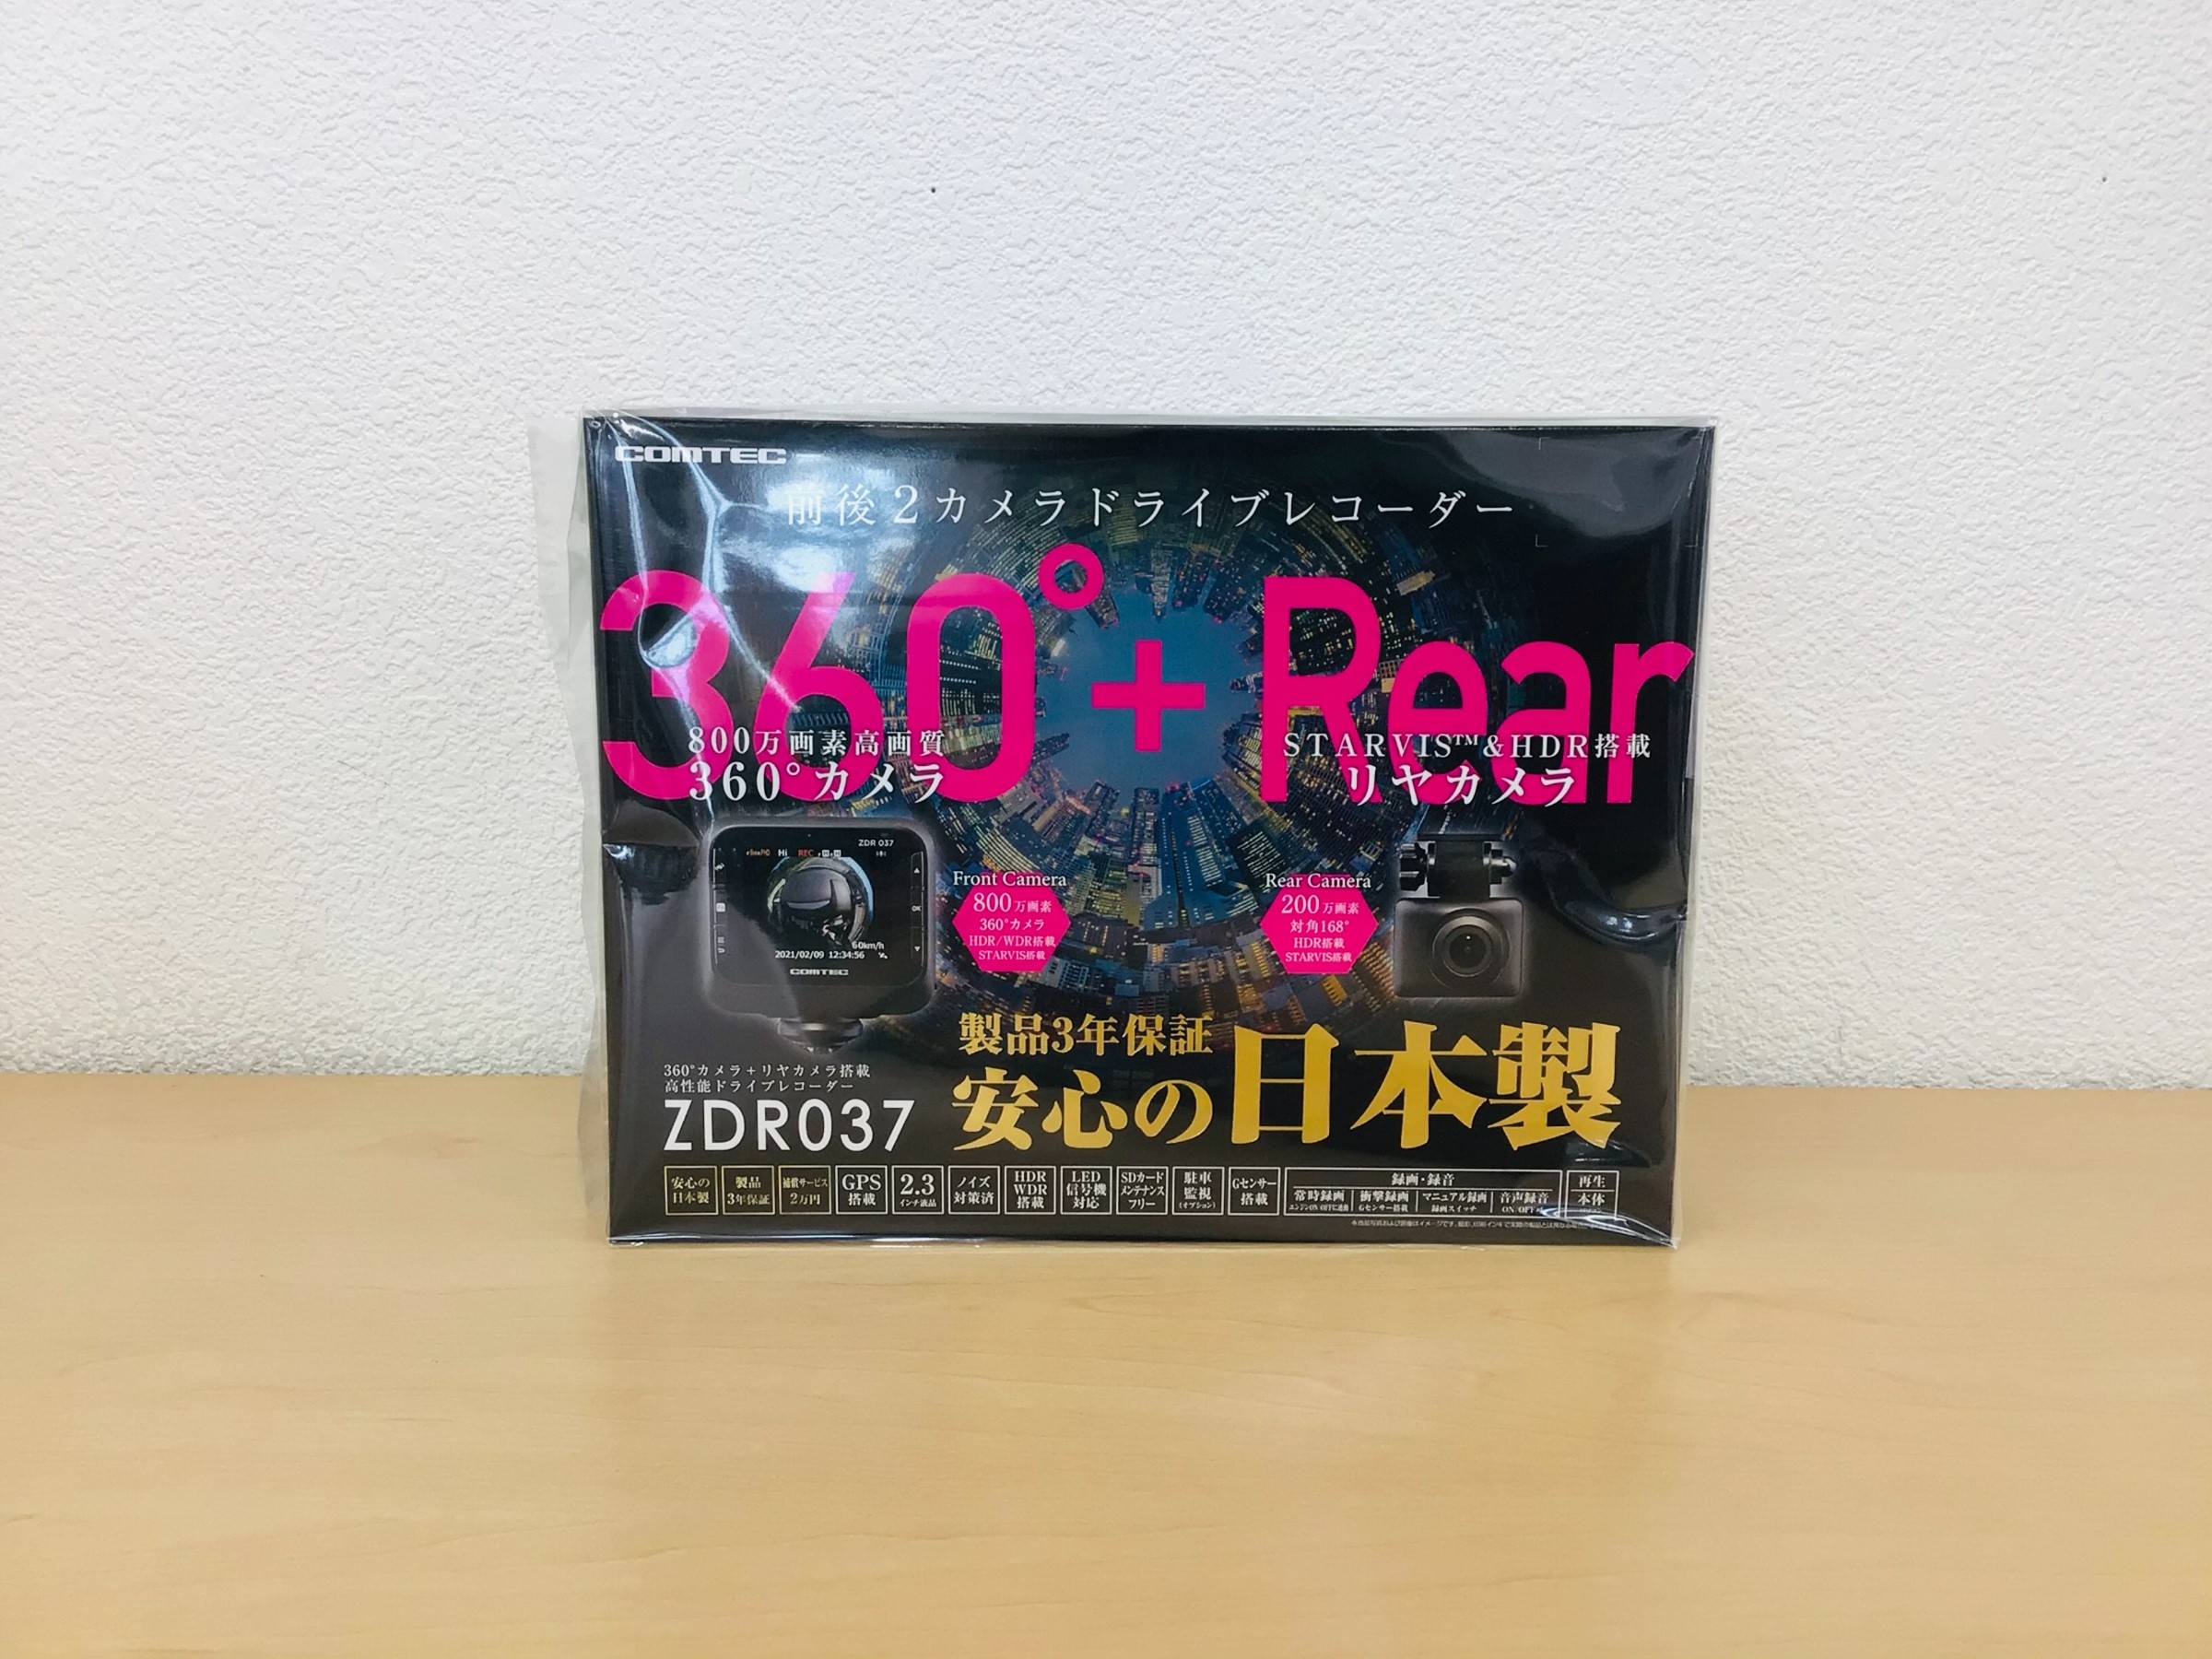 COMTEC
前後2カメラドライブレコーダー
360°+Rear
800万画素高画質
360°カメラ
STARVIS™&HDR搭載
リヤカメラ
ZDR 037
Hi REC
60km/h
2021/02/09 12:34:56
COMTEC
OK
Front Camera
800万画素
360°カメラ
HDR/WDR搭載
STARVIS搭載
Rear Camera
200万画素
対角168°
HDR搭載
STARVIS搭載
製品3年保証
安心の日本製
360°カメラ+リヤカメラ搭載
高性能ドライブレコーダー
ZDR037
安心の
日本製
製品
3年保証
補償サービス
2万円
GPS
搭載
2.3
インチ液晶
ノイズ
対策済
HDR
WDR
搭載
LED
信号機
対応
SDカード
メンテナンス
フリー
駐車
監視
(オプション)
Gセンサー
搭載
録画・録音
常時録画
エンジンON/OFFに連動
衝撃録画
Gセンサー搭載
マニュアル録画
録画スイッチ
音声録音
ON/OFF
再生
本体